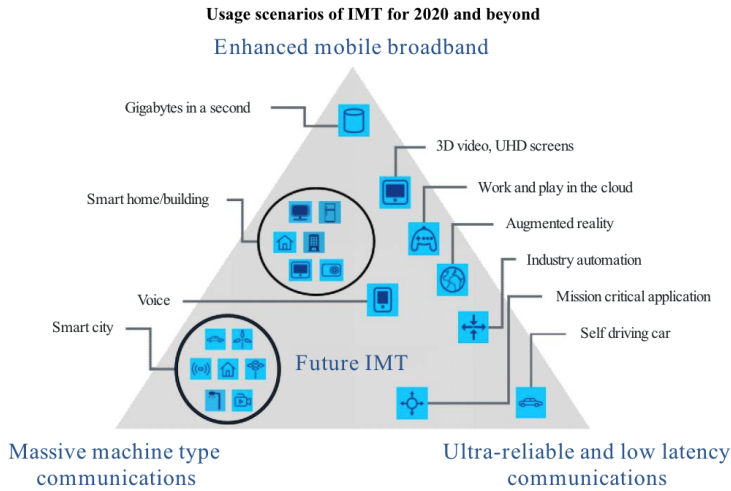 Usage scenarios of IMT for 2020 and beyond
Enhanced mobile broadband
Gigabytes in a second
3D video, UHD screens
Work and play in the cloud
Smart home/building
Augmented reality
Industry automation
Mission critical application
Voice
Smart city
Self driving car
Future IMT
Massive machine type
communications
Ultra-reliable and low latency
communications